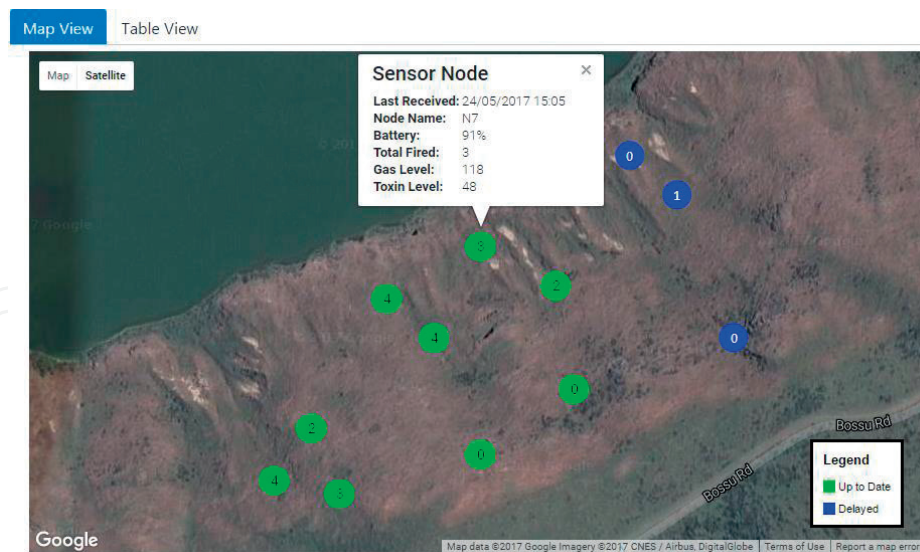 Map View Table View
Map Satellite
Sensor Node ×
Last Received: 24/05/2017 15:05
Node Name: N7
Battery: 91%
Total Fired: 3
Gas Level: 118
Toxin Level: 48
0
1
3
2
4
4
0
0
2
0
4
3
Bossu Rd
Bossu Rd
Legend
Up to Date
Delayed
Google
Map data ©2017 Google Imagery ©2017 CNES / Airbus, DigitalGlobe Terms of Use Report a map error